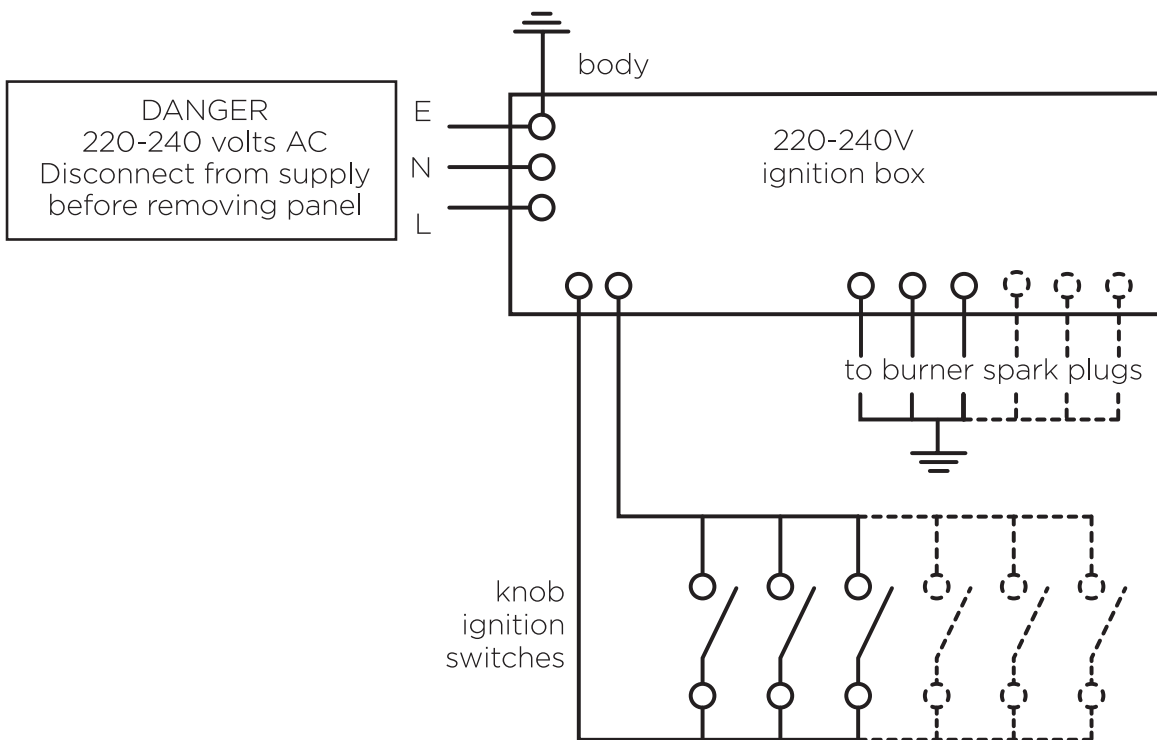 body
DANGER
220-240 volts AC
Disconnect from supply
before removing panel
E
N
L
220-240V
ignition box
to burner spark plugs
knob
ignition
switches